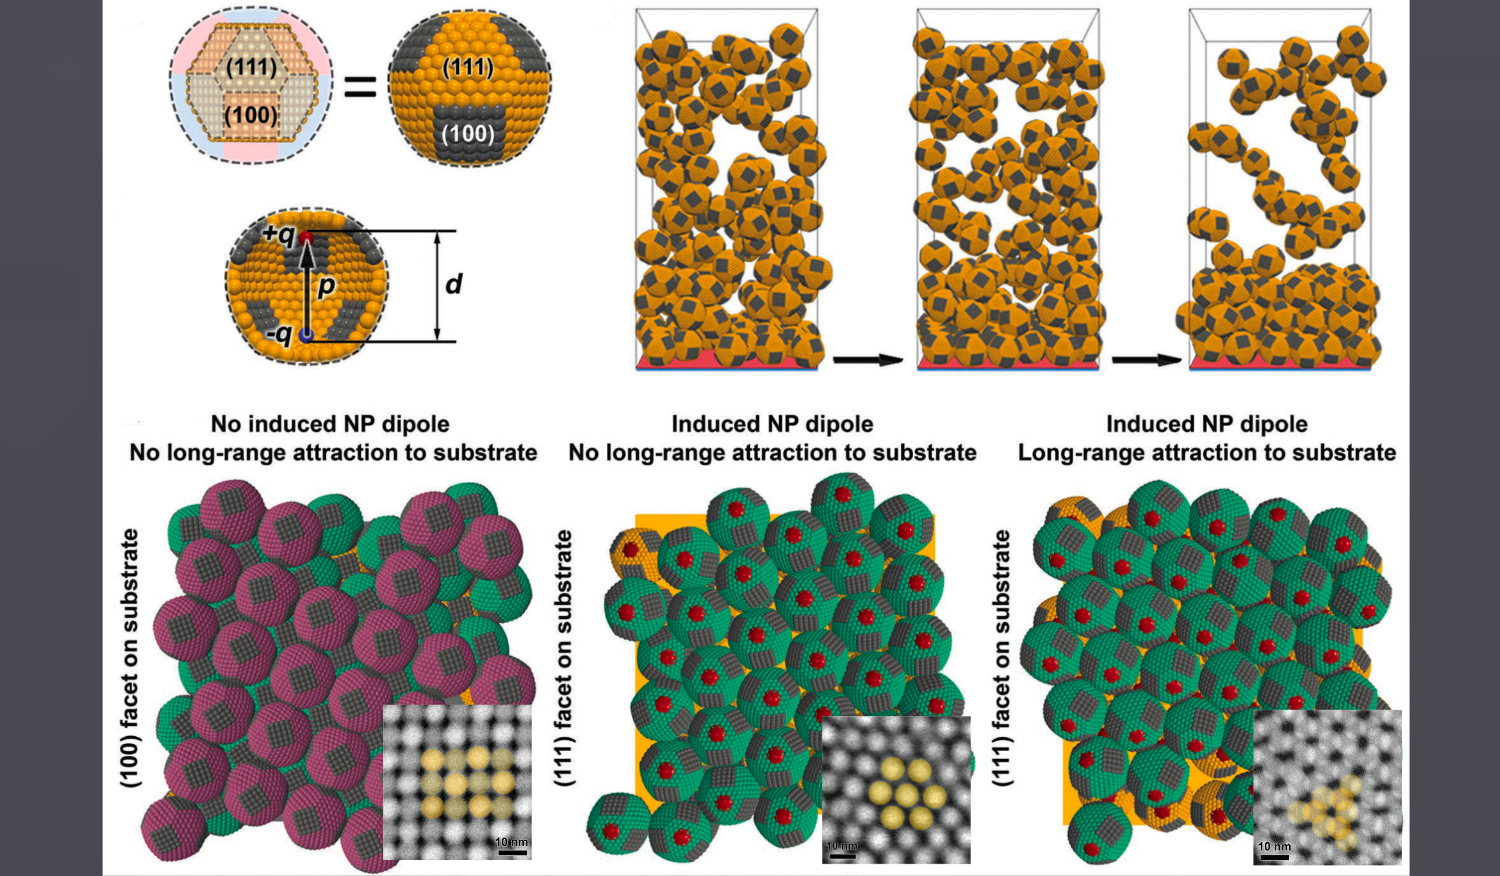 (111)
(100)
(111)
(100)
+q
p
d
-q
No induced NP dipole
No long-range attraction to substrate
Induced NP dipole
No long-range attraction to substrate
Induced NP dipole
Long-range attraction to substrate
(100) facet on substrate
(111) facet on substrate
(111) facet on substrate
10 nm
10 nm
10 nm